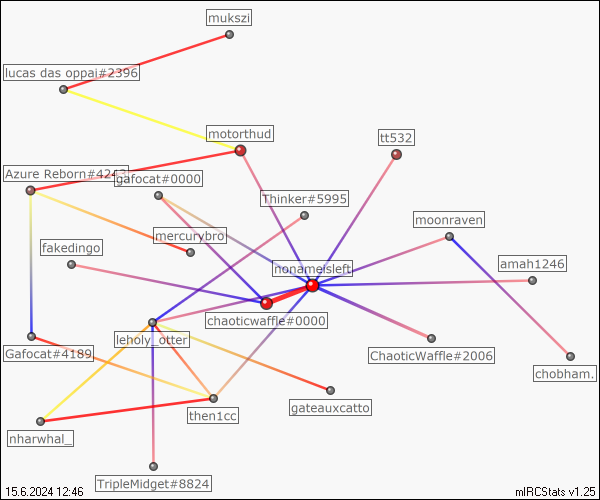 mukszi
lucas das oppai#2396
motorthud
tt532
Azure Reborn#4243
gafocat#0000
Thinker#5995
moonraven
mercurybro
fakedingo
nonameisleft
amah1246
chaoticwaffle#0000
leholy_otter
Gafocat#4189
ChaoticWaffle#2006
chobham.
gateauxcatto
then1cc
nharwhal_
TripleMidget#8824
15.6.2024 12:46
mIRCStats v1.25